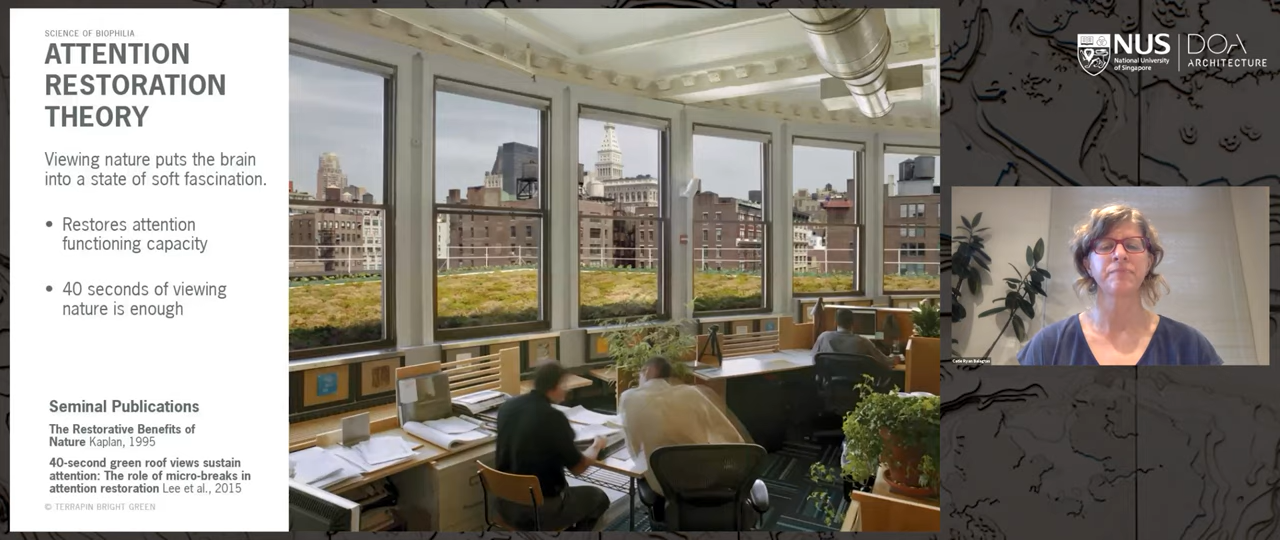 SCIENCE OF BIOPHILIA
ATTENTION
RESTORATION
THEORY
Viewing nature puts the brain
into a state of soft fascination.
• Restores attention
functioning capacity
• 40 seconds of viewing
nature is enough
Seminal Publications
The Restorative Benefits of
Nature Kaplan, 1995
40-second green roof views sustain
attention: The role of micro-breaks in
attention restoration Lee et al., 2015
© TERRAPIN BRIGHT GREEN
NUS
National University
of Singapore
DOA
ARCHITECTURE